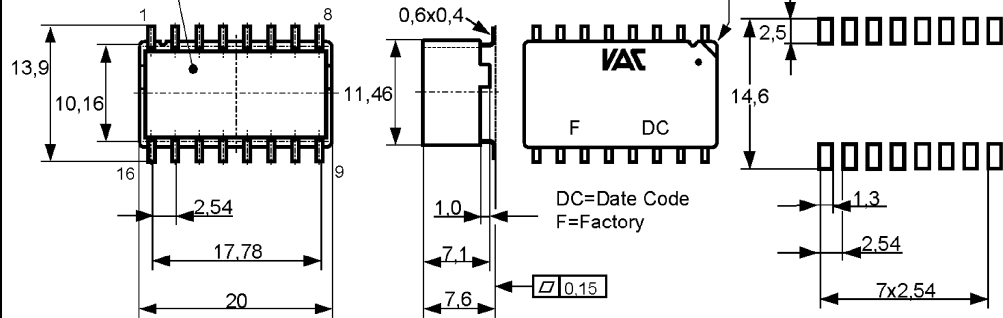 1
8
13,9
10,16
16
9
2,54
17,78
20
0,6x0,4
11,46
1,0
7,1
7,6
0,15
VAC
F
DC
DC=Date Code
F=Factory
2,5
14,6
1,3
2,54
7x2,54